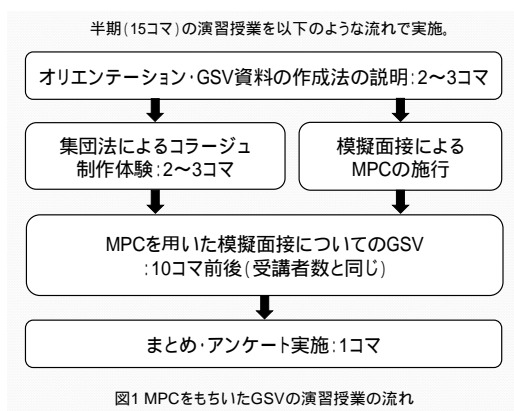 半期(15コマ)の演習授業を以下のような流れで実施。
オリエンテーション・GSV資料の作成法の説明:2～3コマ
集団法によるコラージュ
制作体験:2～3コマ
模擬面接による
MPCの施行
MPCを用いた模擬面接についてのGSV
:10コマ前後(受講者数と同じ)
まとめ・アンケート実施:1コマ
図1 MPCをもちいたGSVの演習授業の流れ